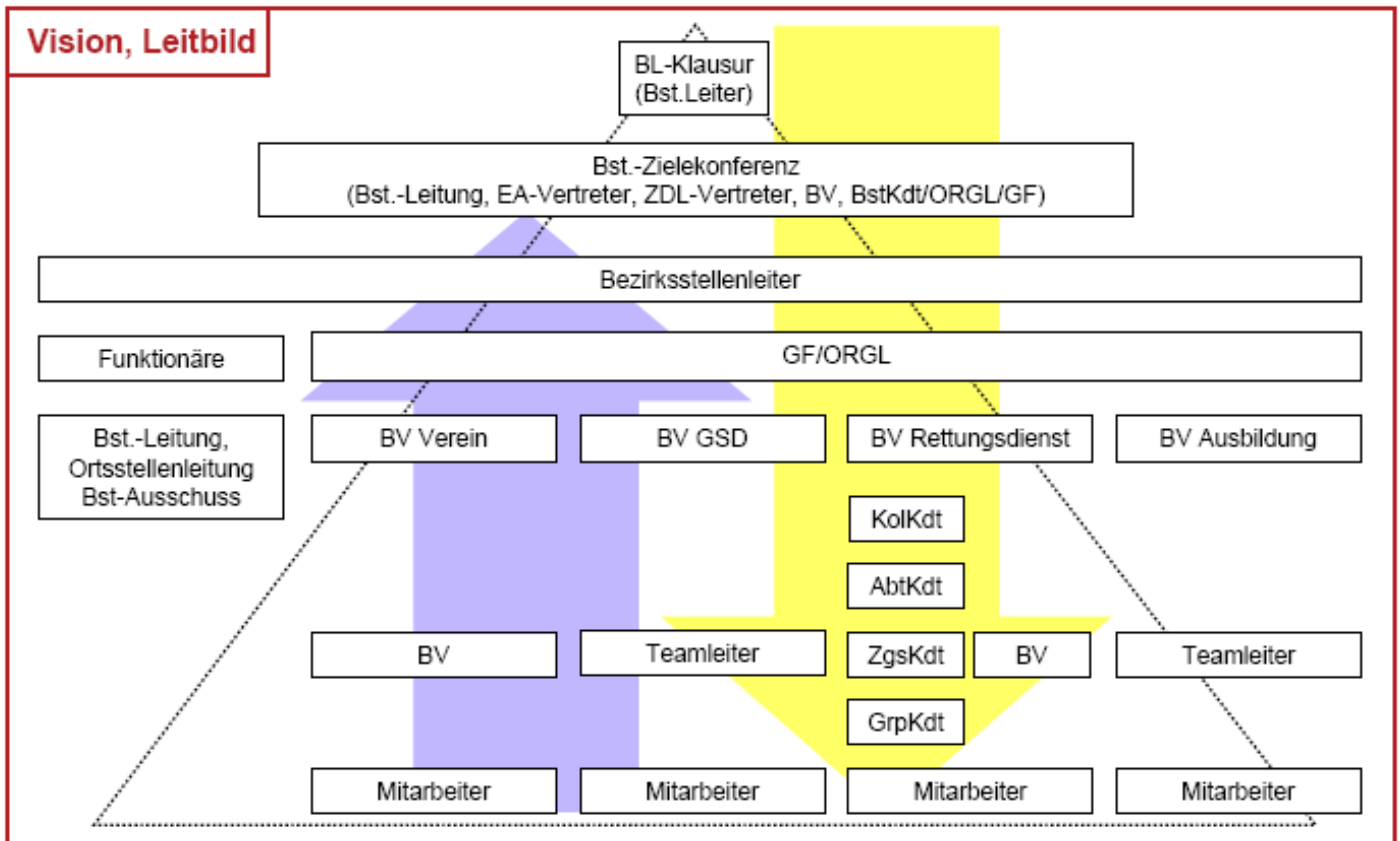 Vision, Leitbild
BL-Klausur
(Bst.Leiter)
Bst.-Zielekonferenz
(Bst.-Leitung, EA-Vertreter, ZDL-Vertreter, BV, BstKdt/ORGL/GF)
Bezirksstellenleiter
Funktionäre
GF/ORGL
Bst.-Leitung,
Ortsstellenleitung
Bst-Ausschuss
BV Verein
BV GSD
BV Rettungsdienst
BV Ausbildung
KolKdt
AbtKdt
BV
Teamleiter
ZgsKdt
BV
Teamleiter
GrpKdt
Mitarbeiter
Mitarbeiter
Mitarbeiter
Mitarbeiter